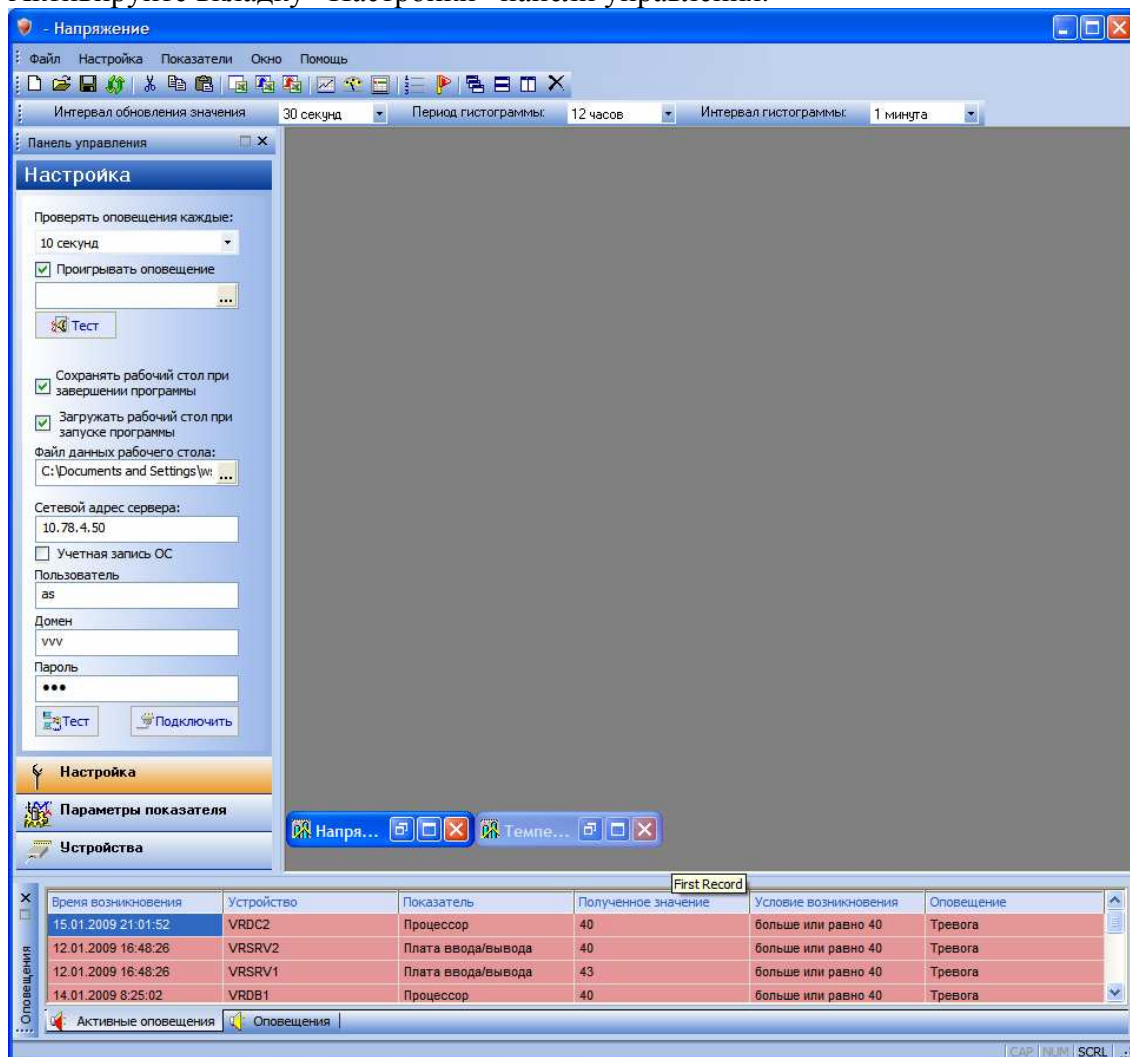 Активируйте вкладку "Настройки" панели управления.
- Напряжение
Файл Настройка Показатели Окно Помощь
Интервал обновления значения 30 секунд Период гистограммы: 12 часов Интервал гистограммы: 1 минута
Панель управления
Настройка
Проверять оповещения каждые:
10 секунд
Проигрывать оповещение
...
Тест
Сохранять рабочий стол при
завершении программы
Загружать рабочий стол при
запуске программы
Файл данных рабочего стола:
C:\Documents and Settings\w: ...
Сетевой адрес сервера:
10.78.4.50
Учетная запись ОС
Пользователь
as
Домен
vvv
Пароль
•••
Тест Подключить
Настройка
Параметры показателя
Устройства
Напря... Темпе...
First Record
Время возникновения Устройство Показатель Полученное значение Условие возникновения Оповещение
15.01.2009 21:01:52 VRDC2 Процессор 40 больше или равно 40 Тревога
12.01.2009 16:48:26 VRSRV2 Плата ввода/вывода 40 больше или равно 40 Тревога
12.01.2009 16:48:26 VRSRV1 Плата ввода/вывода 43 больше или равно 40 Тревога
14.01.2009 8:25:02 VRDB1 Процессор 40 больше или равно 40 Тревога
Оповещения
Активные оповещения Оповещения
CAP NUM SCRL